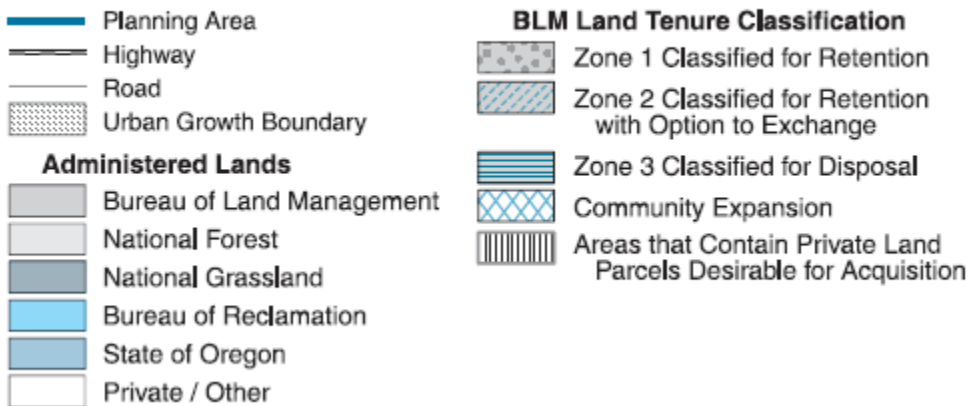 Planning Area
Highway
Road
Urban Growth Boundary
Administered Lands
Bureau of Land Management
National Forest
National Grassland
Bureau of Reclamation
State of Oregon
Private / Other
BLM Land Tenure Classification
Zone 1 Classified for Retention
Zone 2 Classified for Retention
with Option to Exchange
Zone 3 Classified for Disposal
Community Expansion
Areas that Contain Private Land
Parcels Desirable for Acquisition